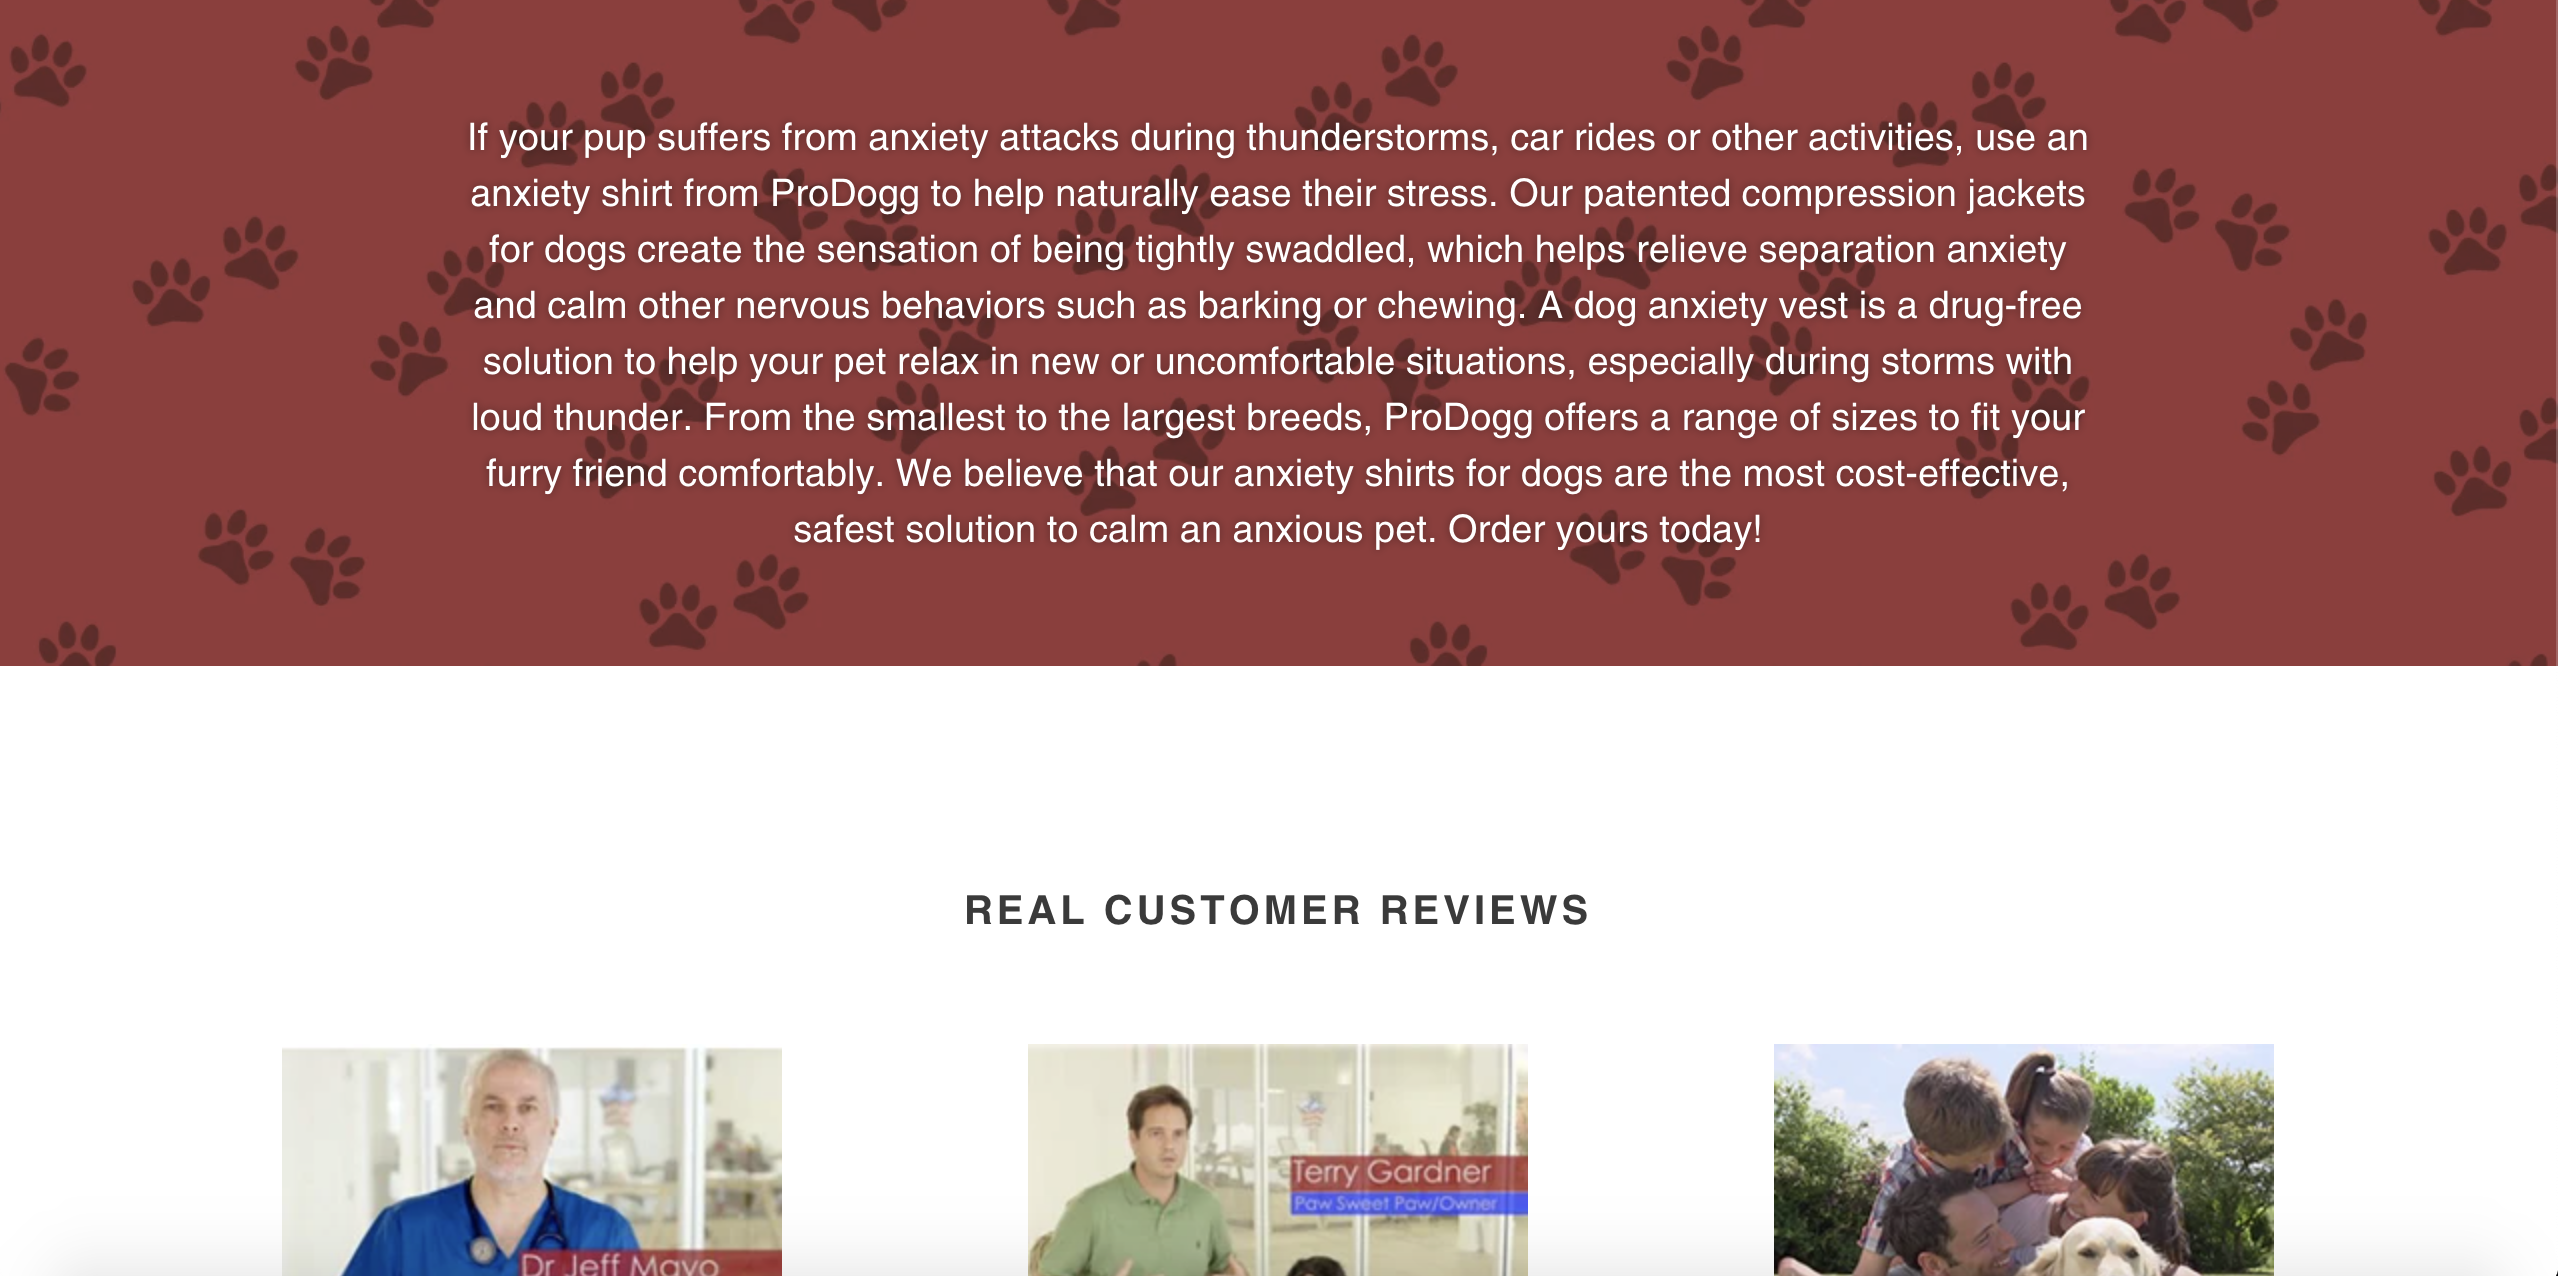 If your pup suffers from anxiety attacks during thunderstorms, car rides or other activities, use an
anxiety shirt from ProDogg to help naturally ease their stress. Our patented compression jackets
for dogs create the sensation of being tightly swaddled, which helps relieve separation anxiety
and calm other nervous behaviors such as barking or chewing. A dog anxiety vest is a drug-free
solution to help your pet relax in new or uncomfortable situations, especially during storms with
loud thunder. From the smallest to the largest breeds, ProDogg offers a range of sizes to fit your
furry friend comfortably. We believe that our anxiety shirts for dogs are the most cost-effective,
safest solution to calm an anxious pet. Order yours today!
REAL CUSTOMER REVIEWS
Terry Gardner
Paw Sweet Paw/Owner
Dr Jeff Mayo